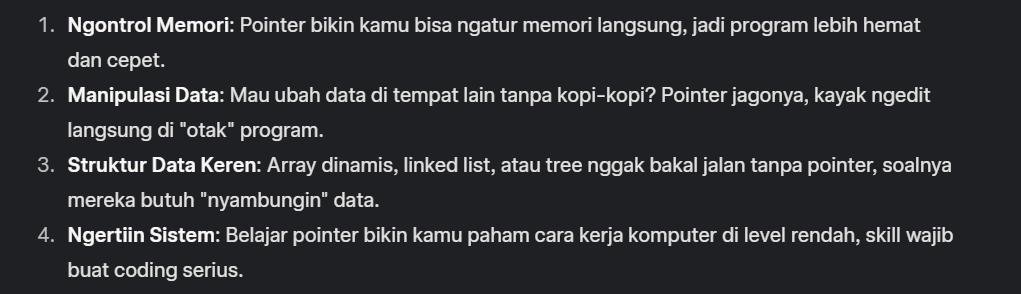 1. Ngontrol Memori: Pointer bikin kamu bisa ngatur memori langsung, jadi program lebih hemat
dan cepet.
2. Manipulasi Data: Mau ubah data di tempat lain tanpa kopi-kopi? Pointer jagonya, kayak ngedit
langsung di "otak" program.
3. Struktur Data Keren: Array dinamis, linked list, atau tree nggak bakal jalan tanpa pointer, soalnya
mereka butuh "nyambungin" data.
4. Ngertiin Sistem: Belajar pointer bikin kamu paham cara kerja komputer di level rendah, skill wajib
buat coding serius.